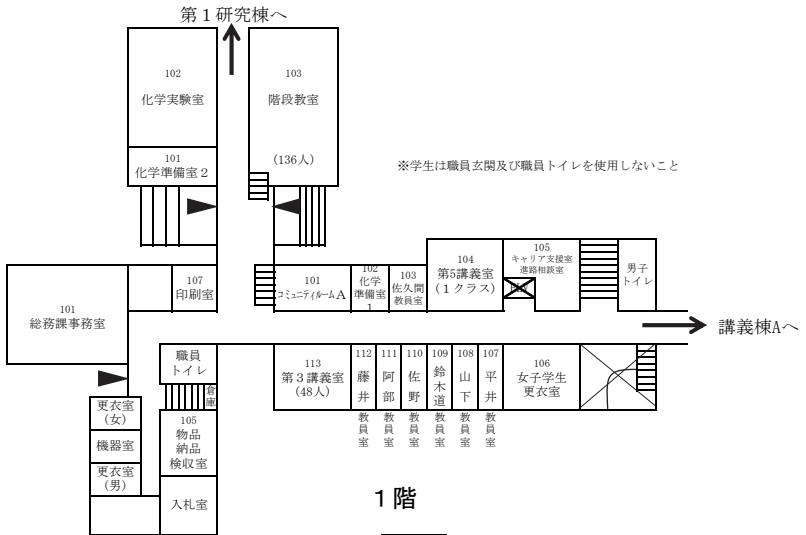 第１研究棟へ
102
化学実験室
103
階段教室
(136人)
101
化学準備室２
※学生は職員玄関及び職員トイレを使用しないこと
101
総務課事務室
107
印刷室
101
コミュニティルームＡ
102
化学
準備室
1
103
佐久間
教員室
104
第5講義室
(１クラス)
105
キャリア支援室
進路相談室
男子
トイレ
講義棟Aへ
職員
トイレ
倉庫
113
第３講義室
(48人)
112
藤井
教員室
111
阿部
教員室
110
佐野
教員室
109
鈴木道
教員室
108
山下
教員室
107
平井
教員室
106
女子学生
更衣室
更衣室
(女)
機器室
更衣室
(男)
105
物品
納品
検収室
入札室
１階